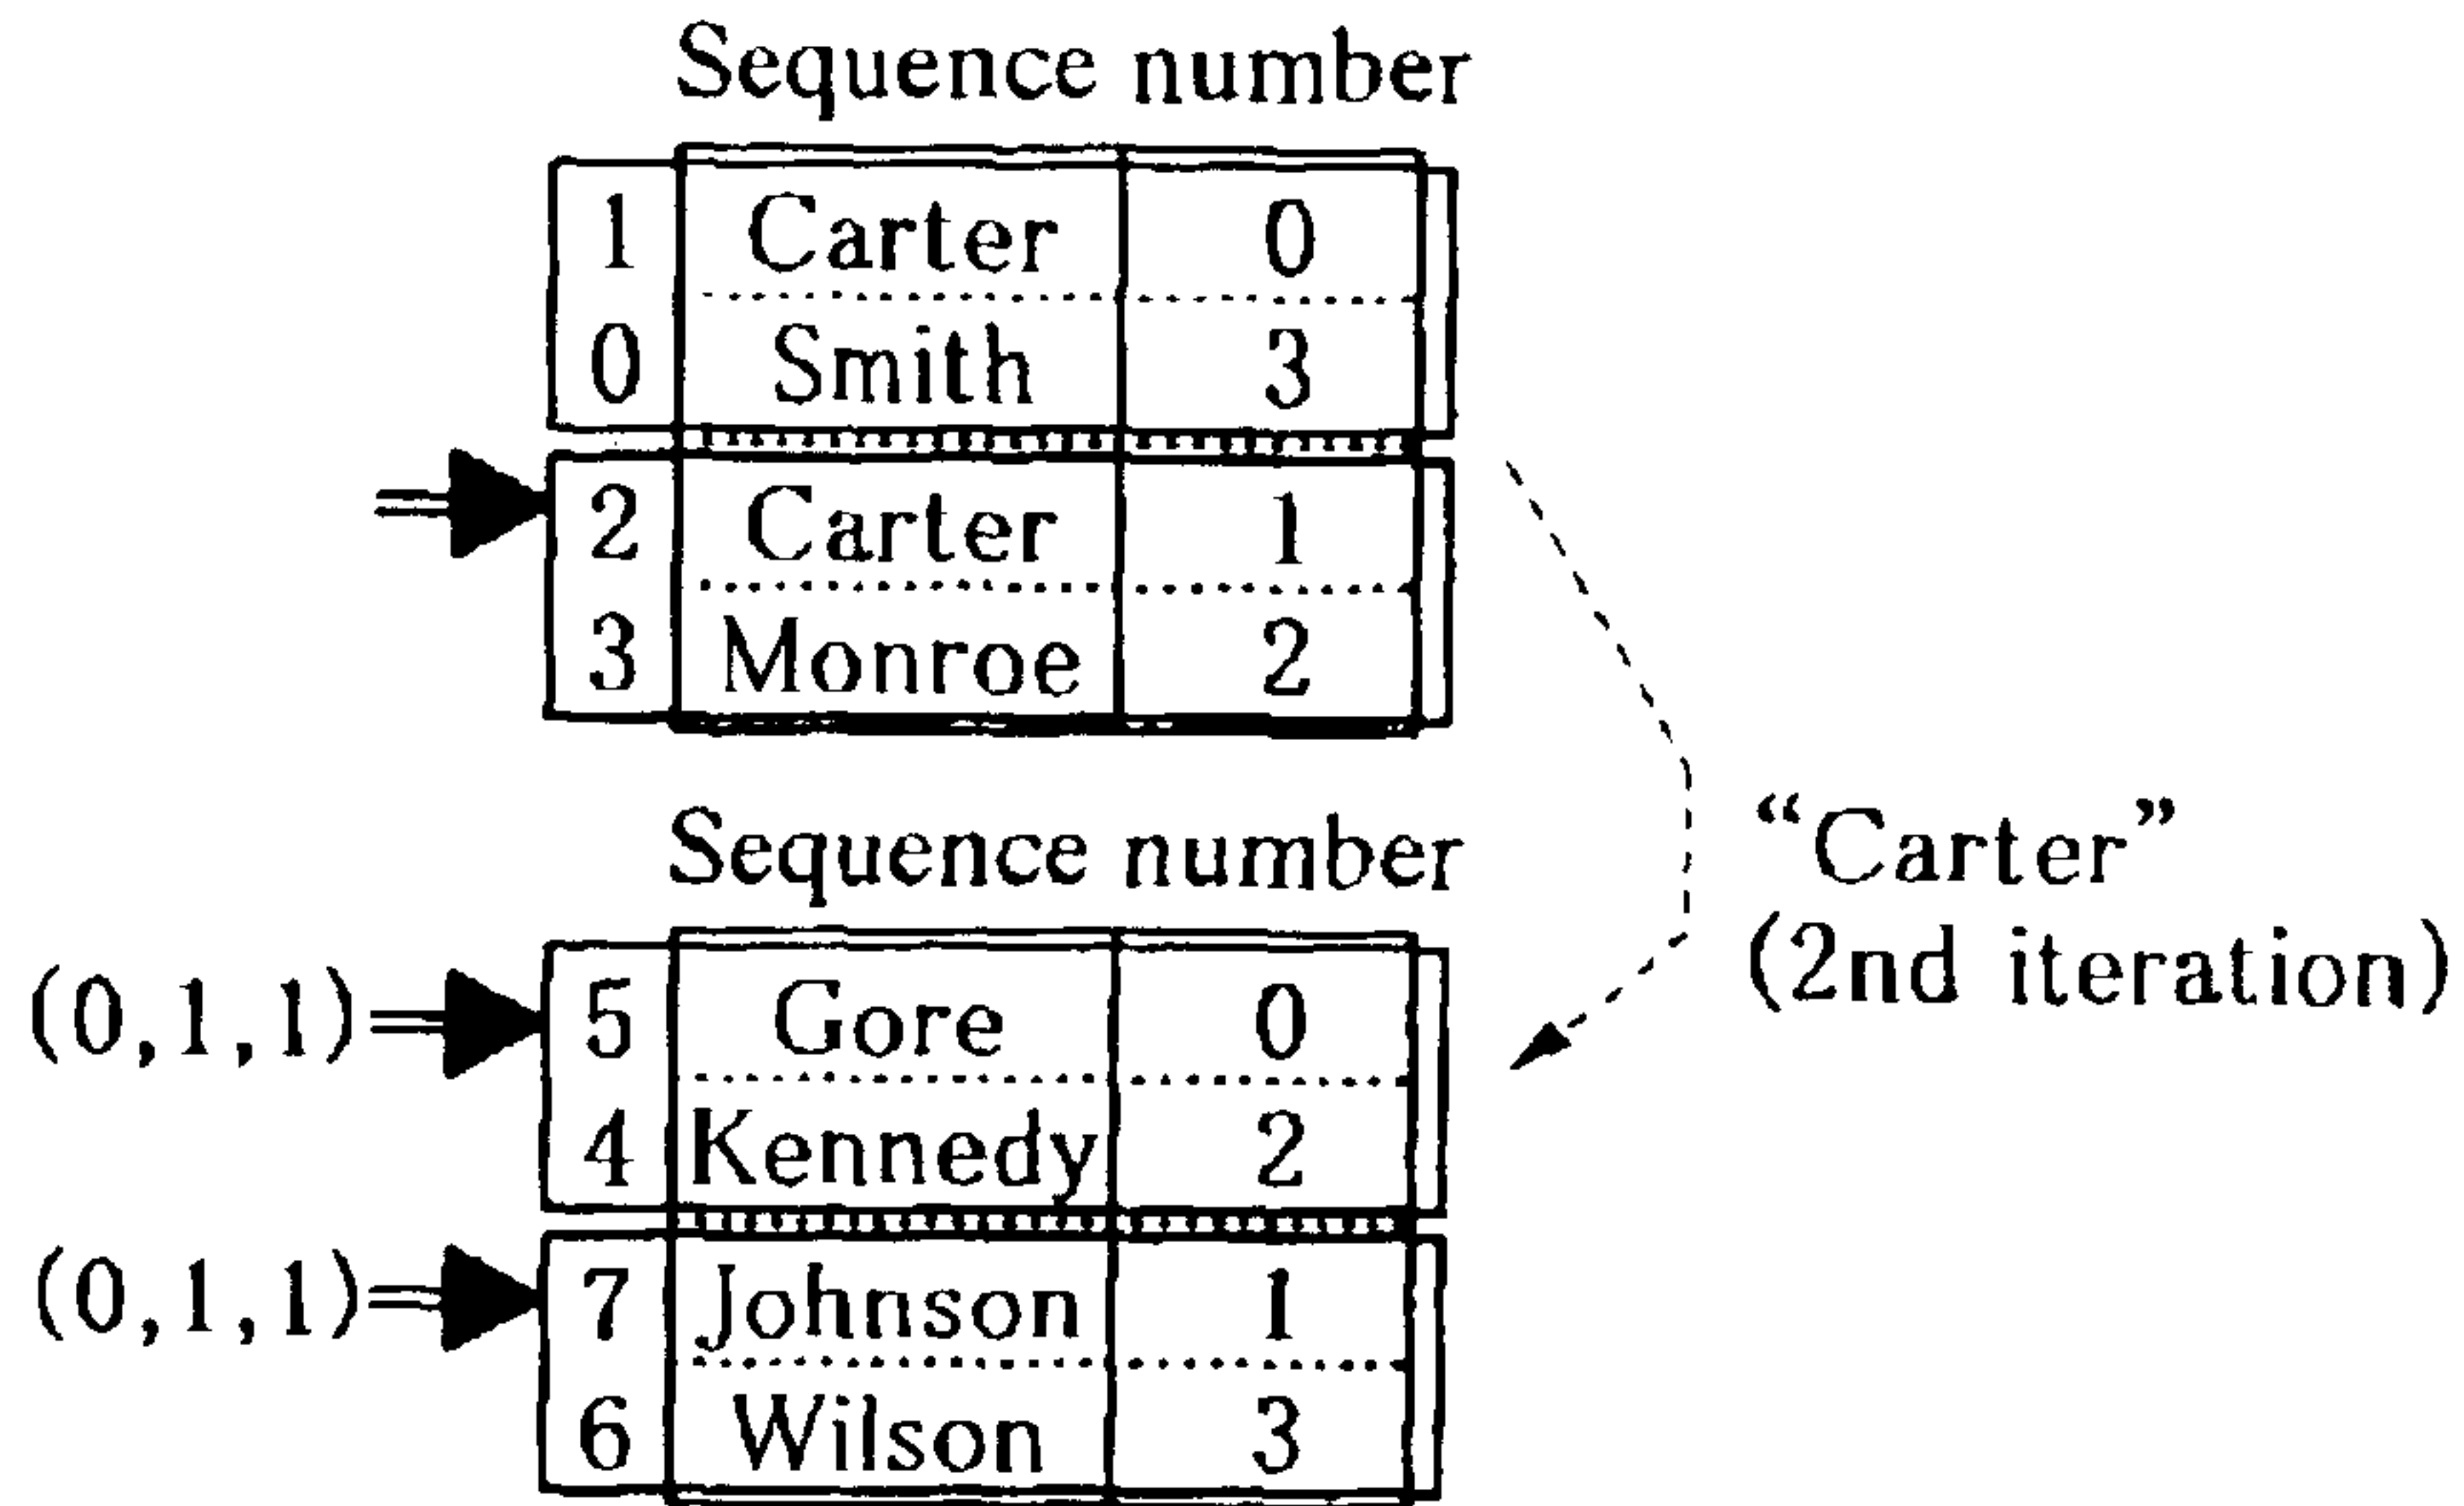 Sequence number
1 Carter 0
0 Smith 3
2 Carter 1
3 Monroe 2
Sequence number
“Carter”
(2nd iteration)
(0,1,1) 5 Gore 0
4 Kennedy 2
(0,1,1) 7 Johnson 1
6 Wilson 3